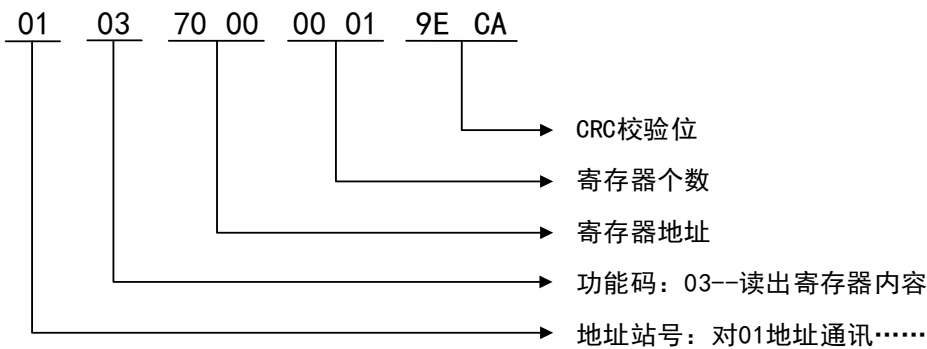 01 03 70 00 00 01 9E CA
CRC校验位
寄存器个数
寄存器地址
功能码：03--读出寄存器内容
地址站号：对01地址通讯……